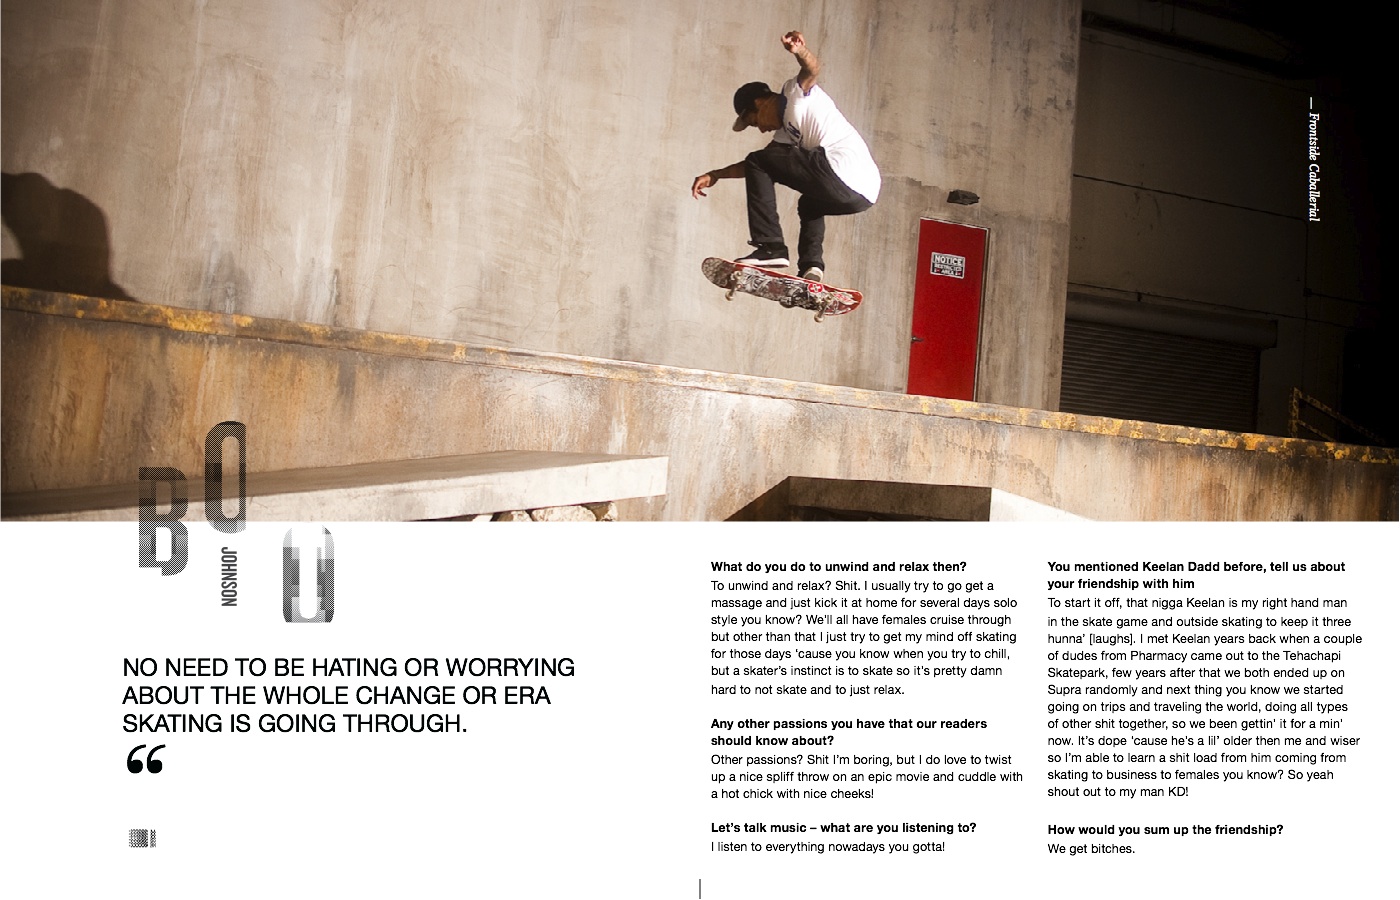 — Frontside Caballerial
NOTICE
RESTRICTED
AREA
BOU
JOHNSON
NO NEED TO BE HATING OR WORRYING
ABOUT THE WHOLE CHANGE OR ERA
SKATING IS GOING THROUGH.
“
What do you do to unwind and relax then?
To unwind and relax? Shit. I usually try to go get a
massage and just kick it at home for several days solo
style you know? We’ll all have females cruise through
but other than that I just try to get my mind off skating
for those days ‘cause you know when you try to chill,
but a skater’s instinct is to skate so it’s pretty damn
hard to not skate and to just relax.
Any other passions you have that our readers
should know about?
Other passions? Shit I’m boring, but I do love to twist
up a nice spliff throw on an epic movie and cuddle with
a hot chick with nice cheeks!
Let’s talk music – what are you listening to?
I listen to everything nowadays you gotta!
You mentioned Keelan Dadd before, tell us about
your friendship with him
To start it off, that nigga Keelan is my right hand man
in the skate game and outside skating to keep it three
hunna’ [laughs]. I met Keelan years back when a couple
of dudes from Pharmacy came out to the Tehachapi
Skatepark, few years after that we both ended up on
Supra randomly and next thing you know we started
going on trips and traveling the world, doing all types
of other shit together, so we been gettin’ it for a min’
now. It’s dope ‘cause he’s a lil’ older then me and wiser
so I’m able to learn a shit load from him coming from
skating to business to females you know? So yeah
shout out to my man KD!
How would you sum up the friendship?
We get bitches.